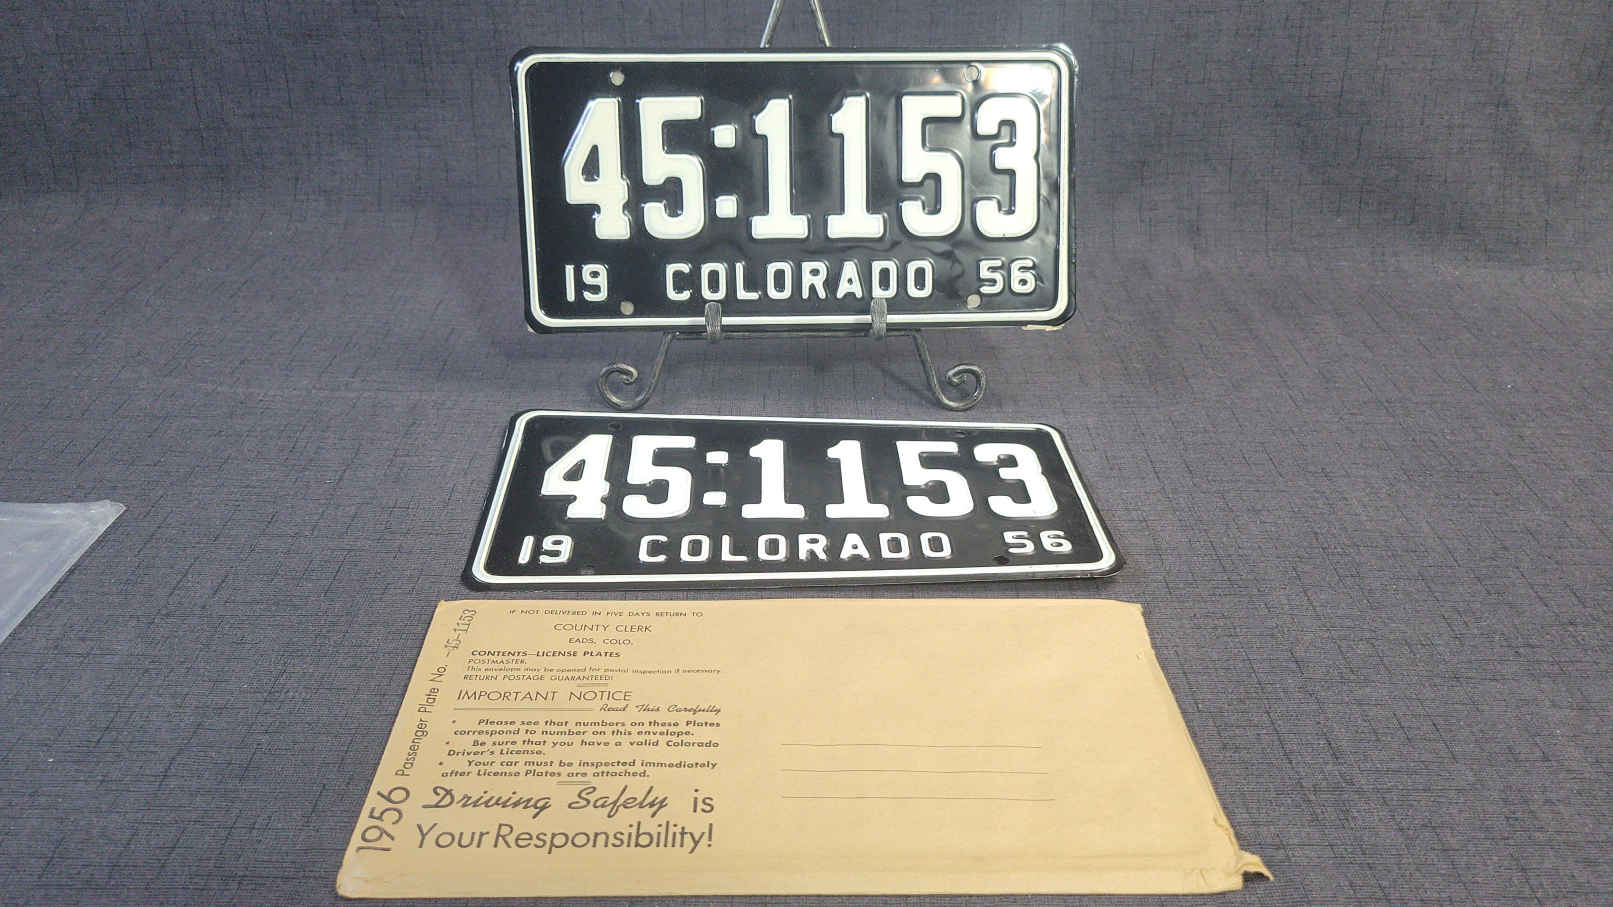 45:1153
19 COLORADO 56
45:1153
19 COLORADO 56
1956 Passenger Plate No. -45-1153
IF NOT DELIVERED IN FIVE DAYS RETURN TO
COUNTY CLERK
EADS, COLO.
CONTENTS—LICENSE PLATES
POSTMASTER.
This envelope may be opened for postal inspection if necessary
RETURN POSTAGE GUARANTEED!
IMPORTANT NOTICE
Read This Carefully
• Please see that numbers on these Plates
correspond to number on this envelope.
• Be sure that you have a valid Colorado
Driver's License.
• Your car must be inspected immediately
after License Plates are attached.
Driving Safely is
Your Responsibility!